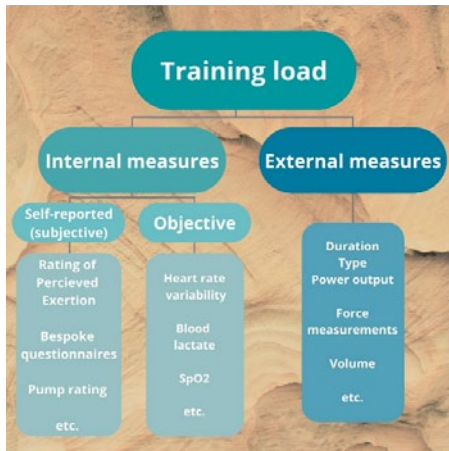 Training load
Internal measures
External measures
Self-reported
(subjective)
Objective
Rating of
Percieved
Exertion
Bespoke
questionnaires
Pump rating
etc.
Heart rate
variability
Blood
lactate
SpO2
etc.
Duration
Type
Power output
Force
measurements
Volume
etc.